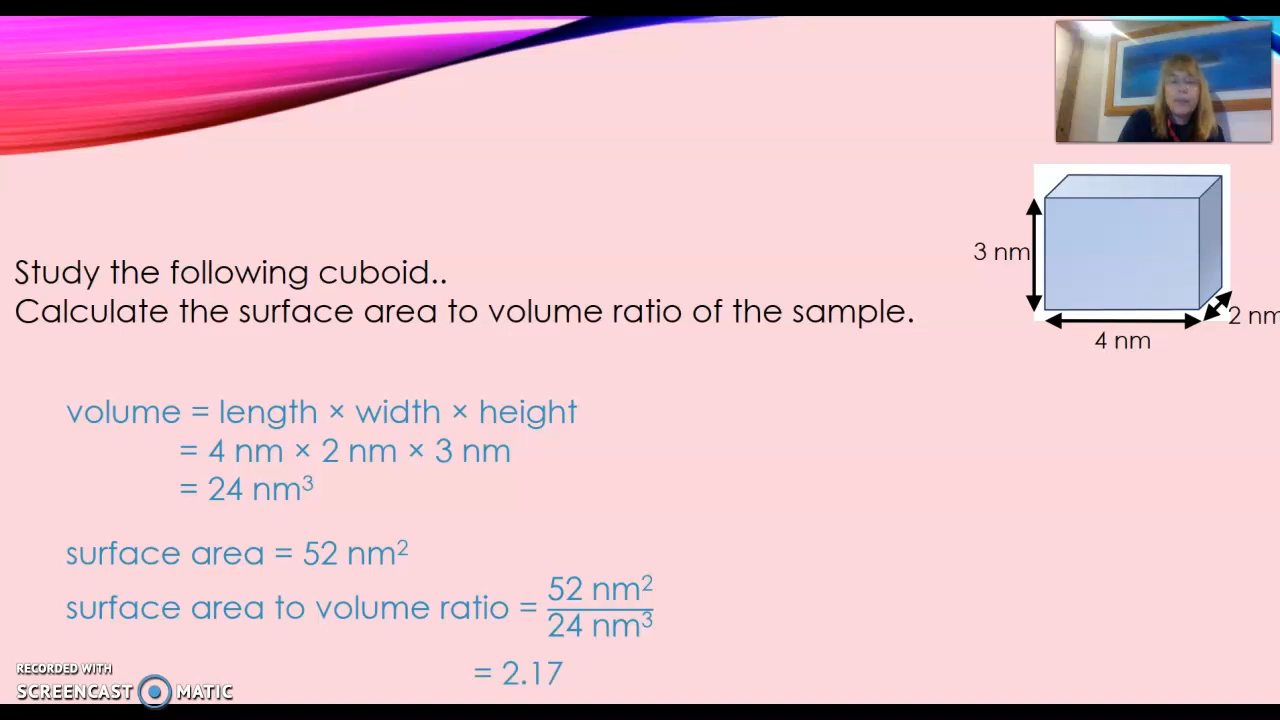 3 nm
Study the following cuboid..
Calculate the surface area to volume ratio of the sample.
2 nm
4 nm
volume = length × width × height
= 4 nm × 2 nm × 3 nm
= 24 nm³
surface area = 52 nm²
surface area to volume ratio = 52 nm²
24 nm³
= 2.17
RECORDED WITH
SCREENCAST MATIC